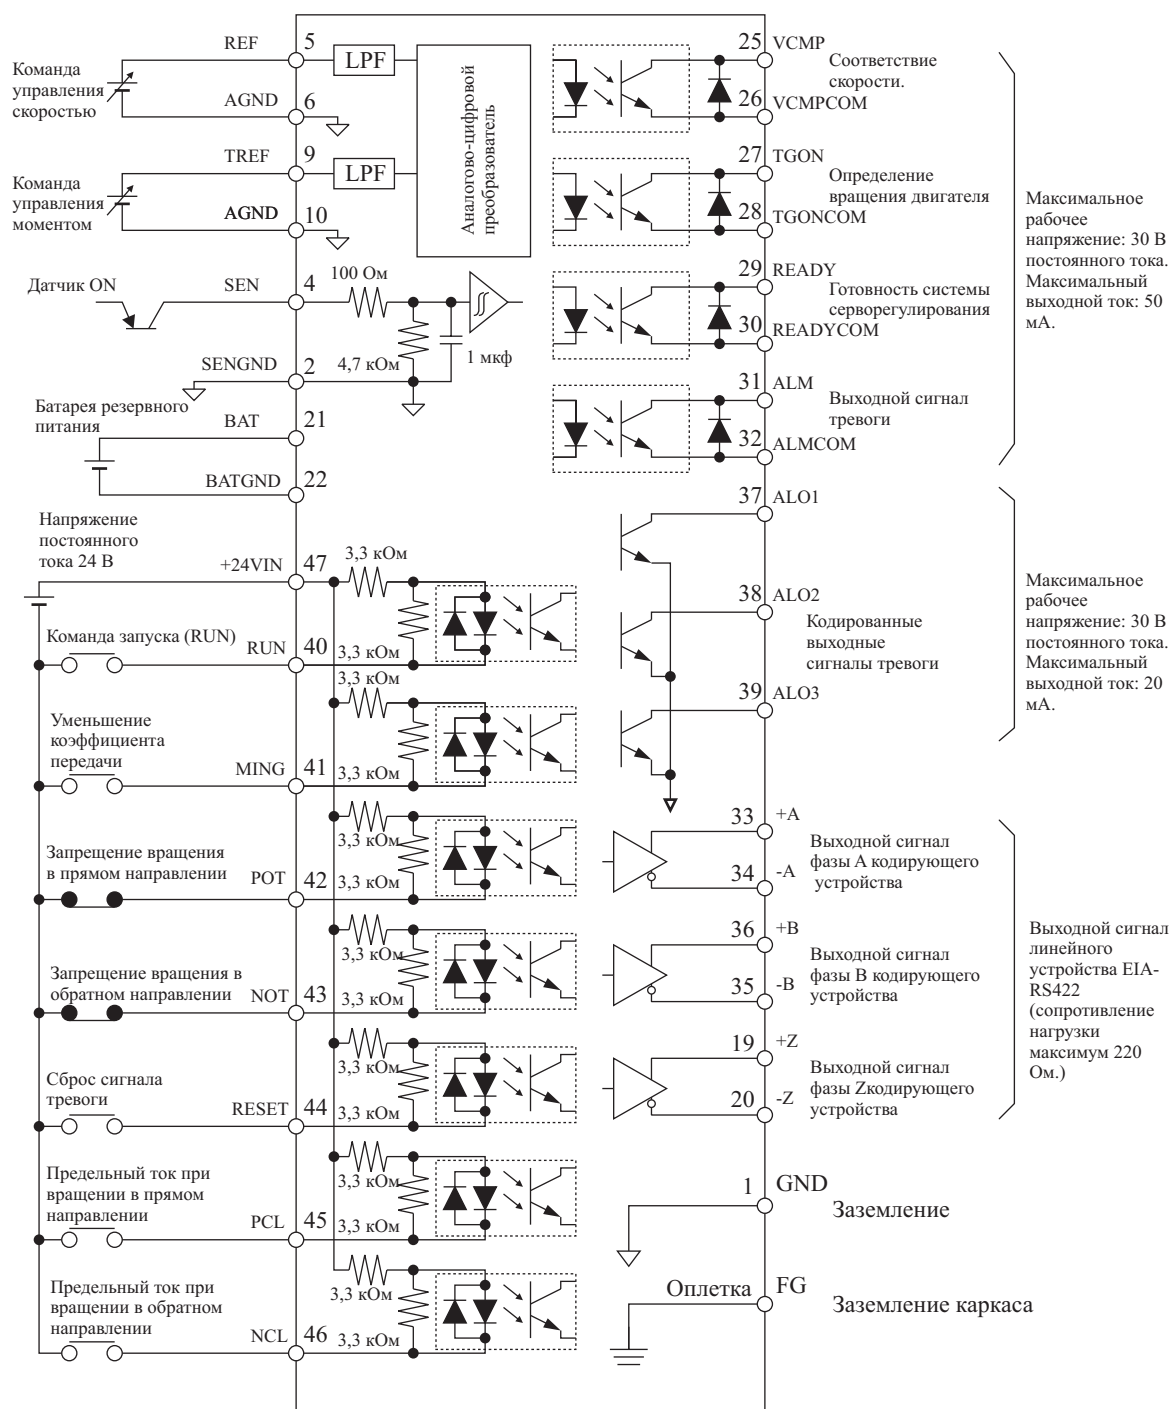 REF
5
LPF
Команда
управления
скоростью
AGND
6
TREF
9
LPF
Команда
управления
моментом
AGND
10
Аналогово-цифровой
преобразователь
Датчик ON
SEN
4
100 Ом
4,7 кОм
1 мкф
SENGND
2
Батарея резервного
питания
BAT
21
BATGND
22
Напряжение
постоянного
тока 24 В
+24VIN
47
3,3 кОм
Команда запуска (RUN)
RUN
40
3,3 кОм
3,3 кОм
Уменьшение
коэффициента
передачи
MING
41
3,3 кОм
3,3 кОм
Запрещение вращения
в прямом направлении
POT
42
3,3 кОм
3,3 кОм
Запрещение вращения в
обратном направлении
NOT
43
3,3 кОм
3,3 кОм
Сброс сигнала
тревоги
RESET
44
3,3 кОм
3,3 кОм
Предельный ток при
вращении в прямом
направлении
PCL
45
3,3 кОм
3,3 кОм
Предельный ток при
вращении в обратном
направлении
NCL
46
3,3 кОм
25
VCMP
Соответствие
скорости.
26
VCMPCOM
27
TGON
Определение
вращения двигателя
28
TGONCOM
29
READY
Готовность системы
серворегулирования
30
READYCOM
31
ALM
Выходной сигнал
тревоги
32
ALMCOM
Максимальное
рабочее
напряжение: 30 В
постоянного тока.
Максимальный
выходной ток: 50
мА.
37
ALO1
38
ALO2
Кодированные
выходные
сигналы тревоги
39
ALO3
Максимальное
рабочее
напряжение: 30 В
постоянного тока.
Максимальный
выходной ток: 20
мА.
33
+A
Выходной сигнал
фазы А кодирующего
устройства
34
-A
36
+B
Выходной сигнал
фазы В кодирующего
устройства
35
-B
19
+Z
Выходной сигнал
фазы Zкодирующего
устройства
20
-Z
Выходной сигнал
линейного
устройства EIA-
RS422
(сопротивление
нагрузки
максимум 220
Ом.)
1
GND
Заземление
Оплетка
FG
Заземление каркаса